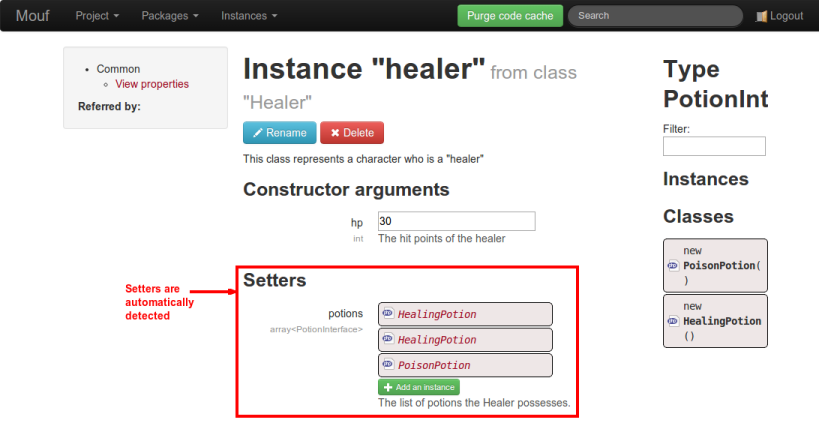 Mouf Project Packages Instances Purge code cache Search Logout
Common
View properties
Referred by:
Instance "healer" from class
"Healer"
Rename Delete
This class represents a character who is a "healer"
Constructor arguments
hp 30
int The hit points of the healer
Setters are
automatically
detected
Setters
potions HealingPotion
array<PotionInterface>
HealingPotion
PoisonPotion
Add an instance
The list of potions the Healer possesses.
Type
PotionInt
Filter:
Instances
Classes
new
PoisonPotion(
)
new
HealingPotion
()